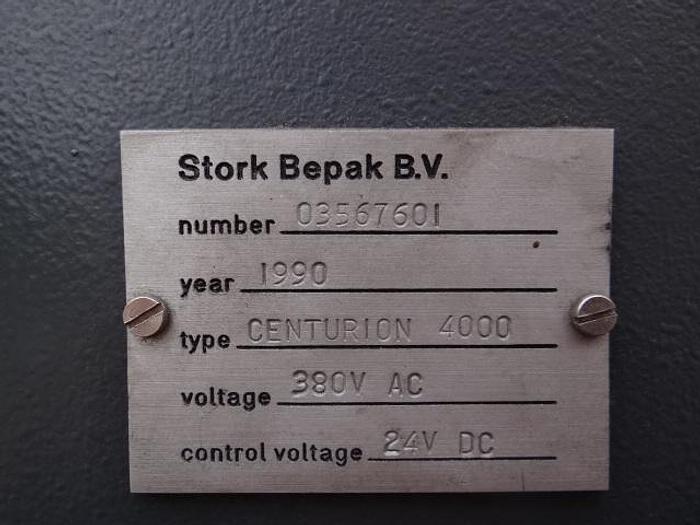 Stork Bepak B.V.
number 03567601
year 1990
type CENTURION 4000
voltage 380V AC
control voltage 24V DC